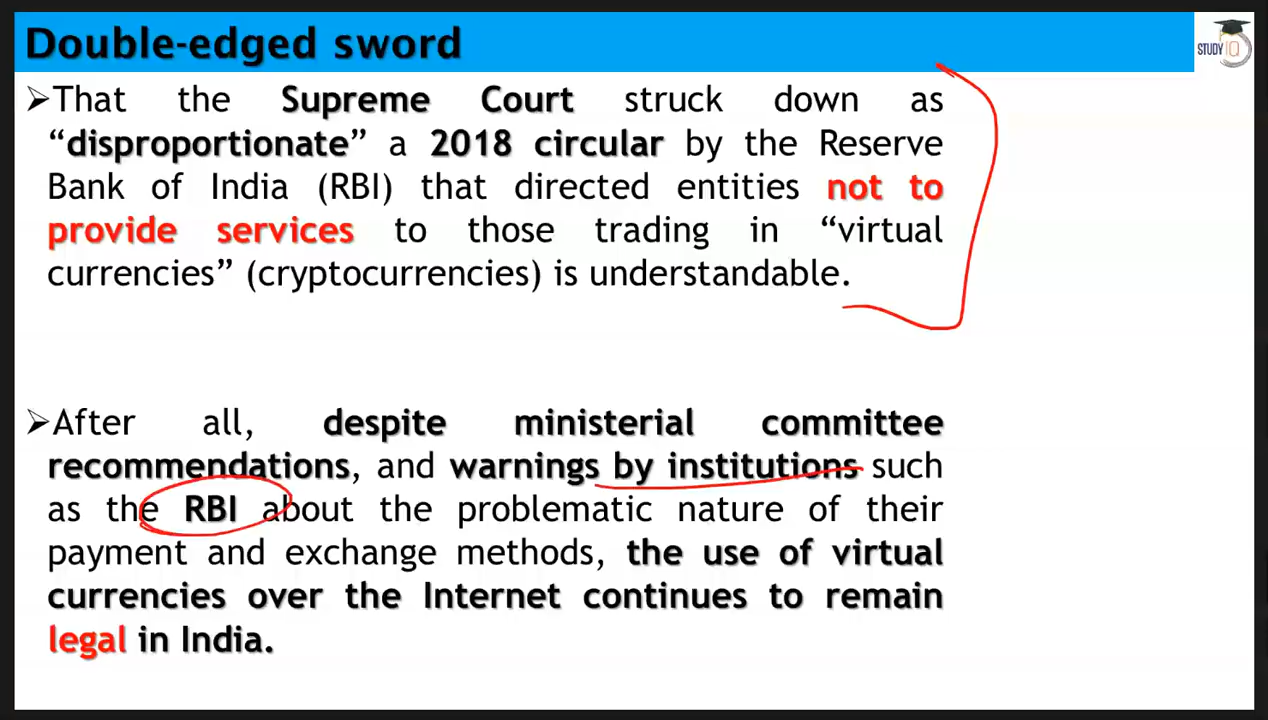 Double-edged sword
STUDY IQ
➤That the Supreme Court struck down as
“disproportionate” a 2018 circular by the Reserve
Bank of India (RBI) that directed entities not to
provide services to those trading in “virtual
currencies” (cryptocurrencies) is understandable.
➤After all, despite ministerial committee
recommendations, and warnings by institutions such
as the RBI about the problematic nature of their
payment and exchange methods, the use of virtual
currencies over the Internet continues to remain
legal in India.